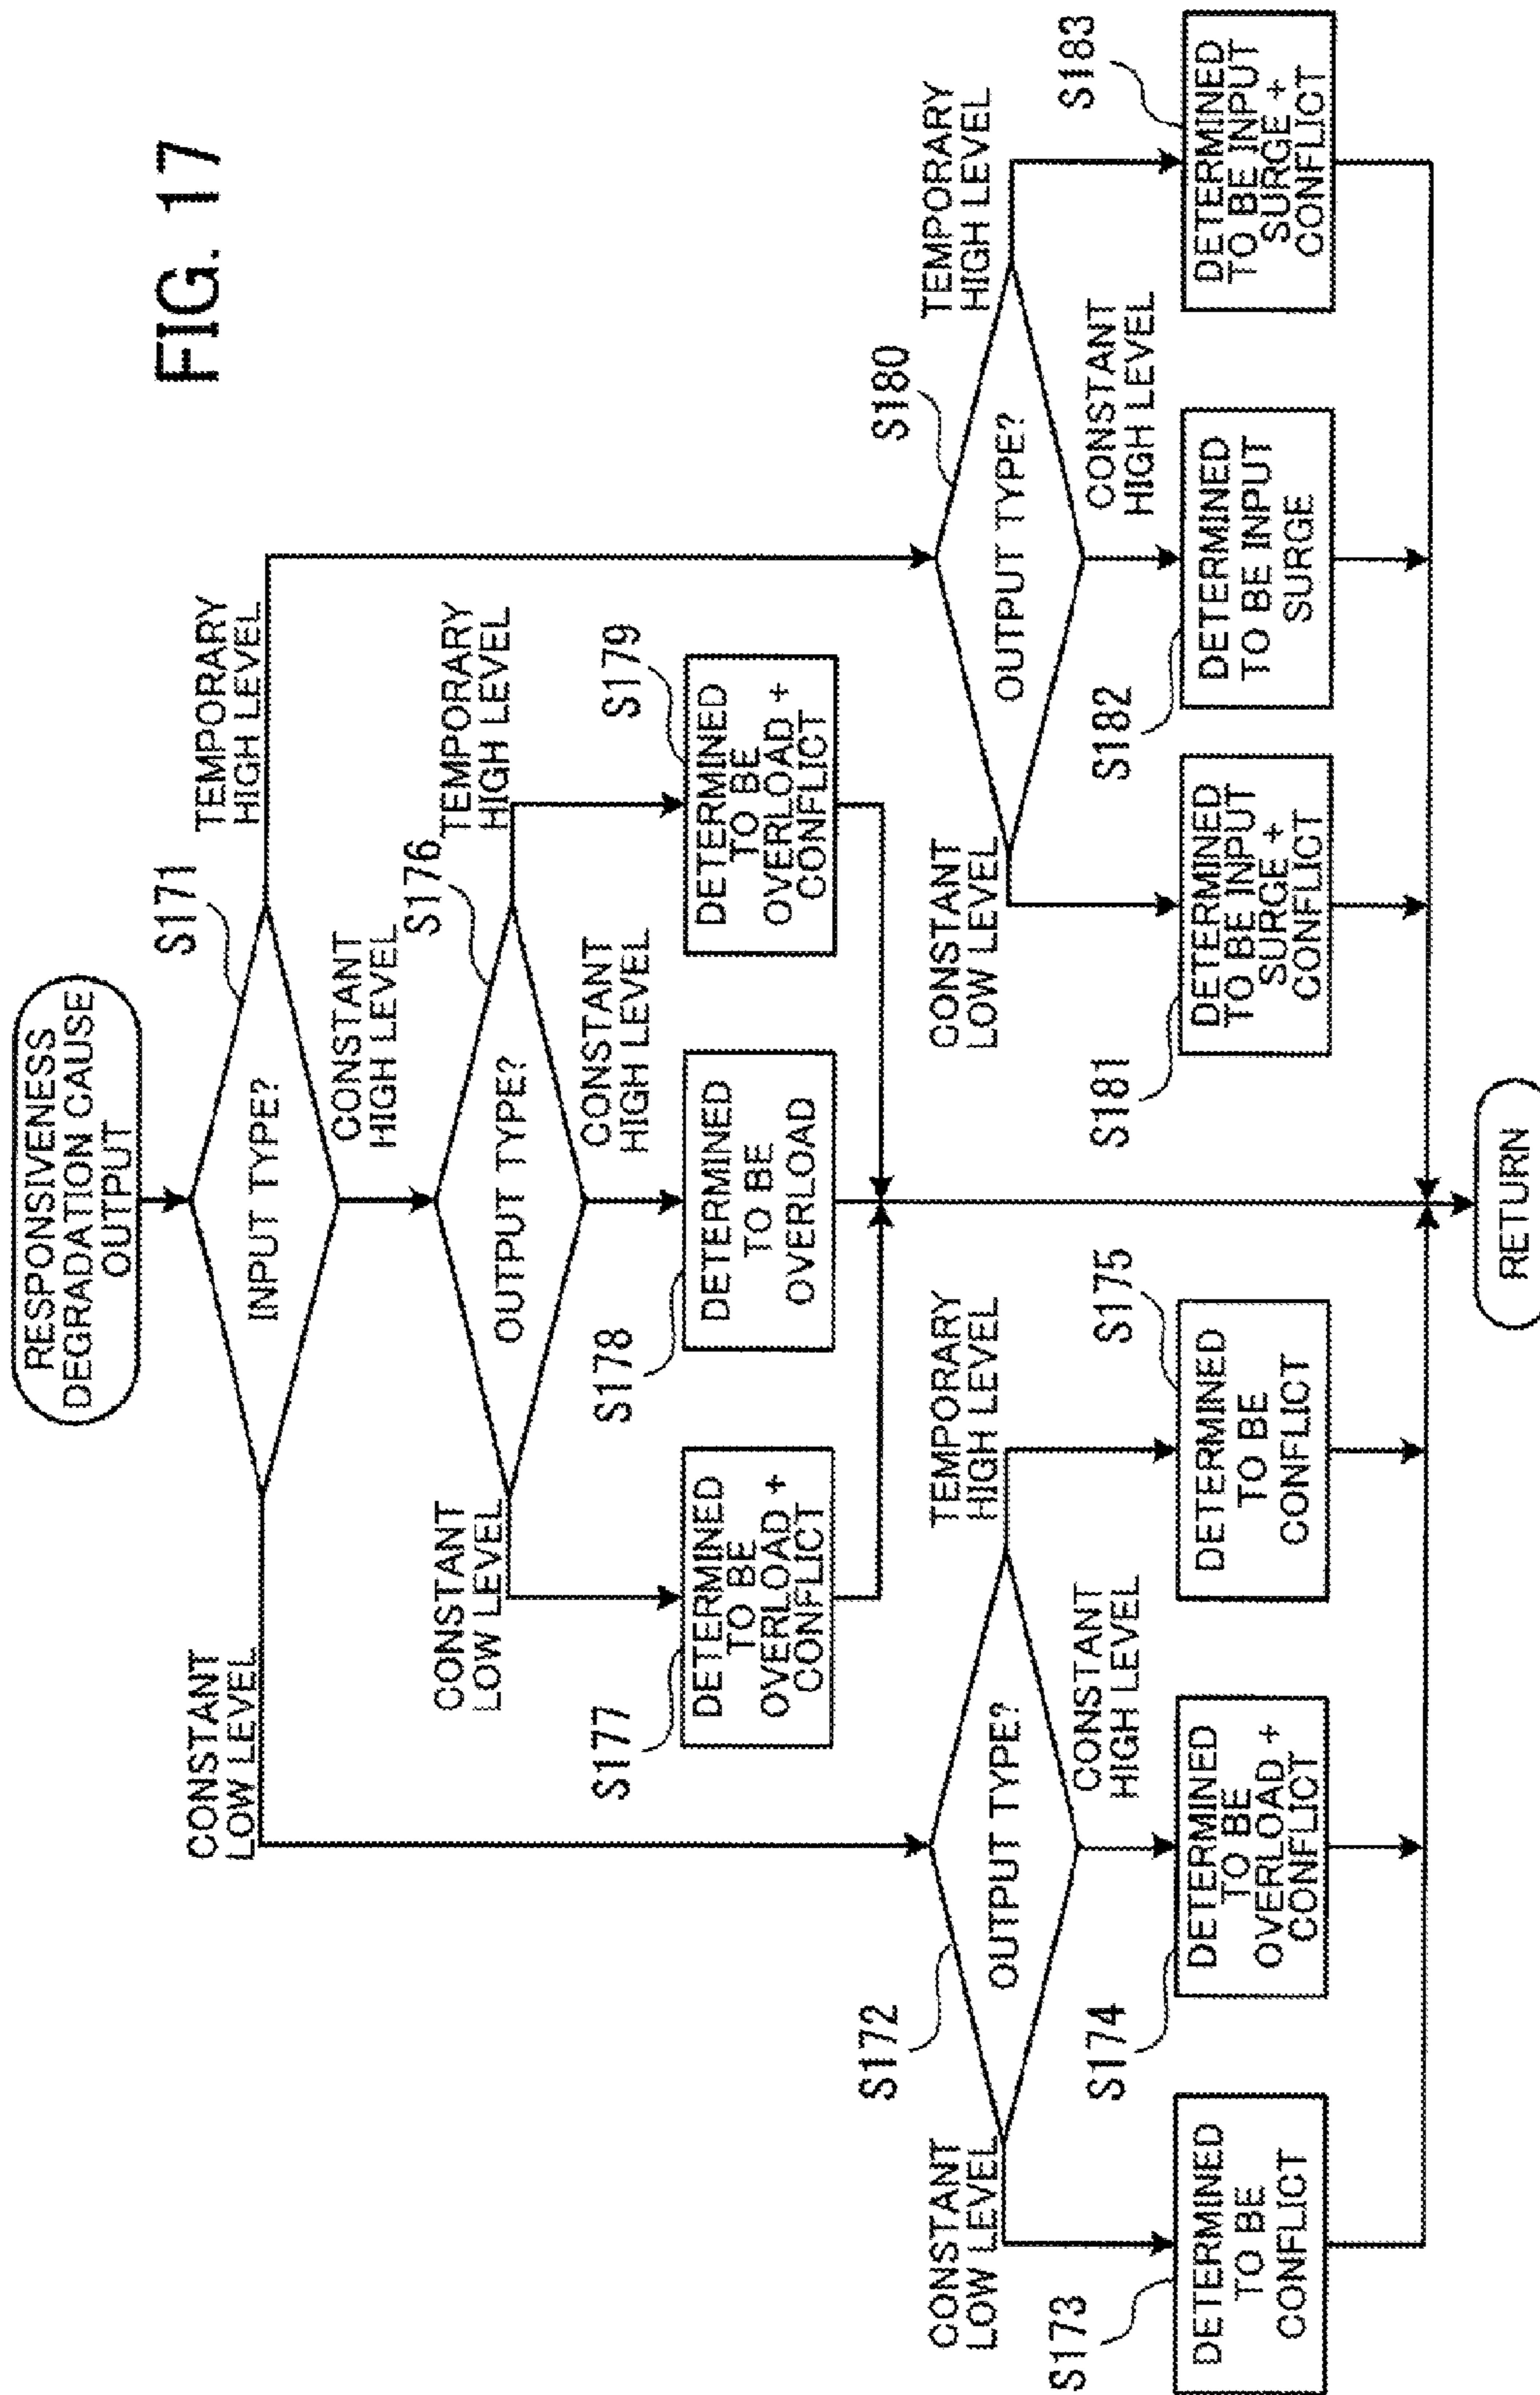 FIG. 17
RESPONSIVENESS
DEGRADATION CAUSE
OUTPUT
S171
INPUT TYPE?
CONSTANT
LOW LEVEL
CONSTANT
HIGH LEVEL
TEMPORARY
HIGH LEVEL
S176
OUTPUT TYPE?
CONSTANT
LOW LEVEL
CONSTANT
HIGH LEVEL
TEMPORARY
HIGH LEVEL
S177
DETERMINED
TO BE
OVERLOAD +
CONFLICT
S178
DETERMINED
TO BE
OVERLOAD
S179
DETERMINED
TO BE
OVERLOAD +
CONFLICT
S172
OUTPUT TYPE?
CONSTANT
LOW LEVEL
CONSTANT
HIGH LEVEL
TEMPORARY
HIGH LEVEL
S173
DETERMINED
TO BE
CONFLICT
S174
DETERMINED
TO BE
OVERLOAD +
CONFLICT
S175
DETERMINED
TO BE
CONFLICT
S180
OUTPUT TYPE?
CONSTANT
LOW LEVEL
CONSTANT
HIGH LEVEL
TEMPORARY
HIGH LEVEL
S181
DETERMINED
TO BE INPUT
SURGE +
CONFLICT
S182
DETERMINED
TO BE INPUT
SURGE
S183
DETERMINED
TO BE INPUT
SURGE +
CONFLICT
RETURN